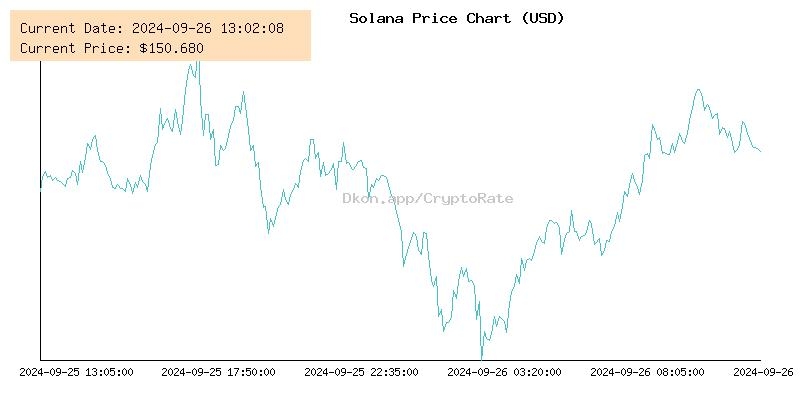 Solana Price Chart (USD)
Current Date: 2024-09-26 13:02:08
Current Price: $150.680
Dkon.app/CryptoRate
2024-09-25 13:05:00 2024-09-25 17:50:00 2024-09-25 22:35:00 2024-09-26 03:20:00 2024-09-26 08:05:00 2024-09-26